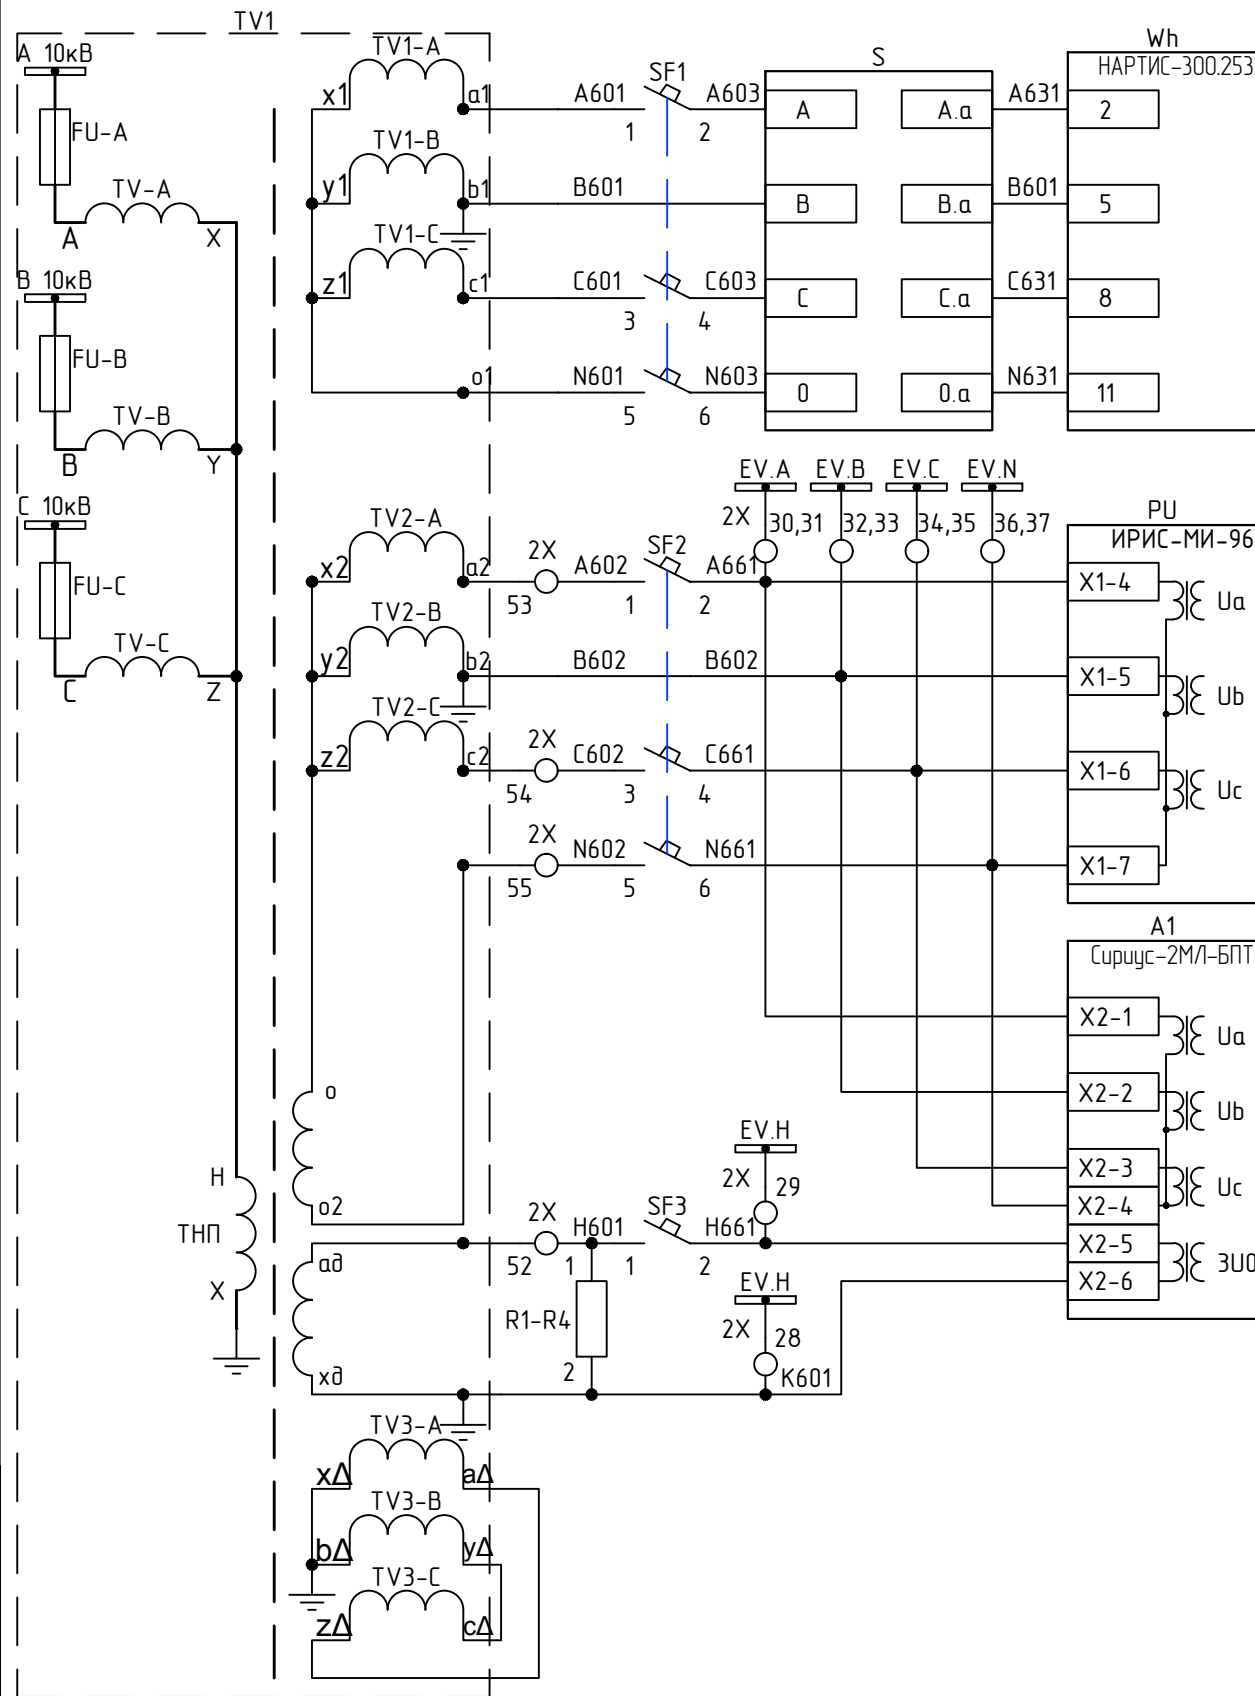 TV1
A 10кВ
FU-A
TV-A
A
X
B 10кВ
FU-B
TV-B
B
Y
C 10кВ
FU-C
TV-C
C
Z
H
ТНП
X
TV1-A
x1
a1
A601
SF1
A603
1
2
TV1-B
y1
b1
B601
TV1-C
z1
c1
C601
C603
3
4
o1
N601
N603
5
6
S
A
A.a
A631
B
B.a
B601
C
C.a
C631
0
0.a
N631
Wh
НАРТИС-300.253
2
5
8
11
EV.A
EV.B
EV.C
EV.N
2X
30,31
32,33
34,35
36,37
TV2-A
x2
a2
2X
53
A602
SF2
A661
1
2
TV2-B
y2
b2
B602
B602
TV2-C
z2
c2
2X
54
C602
C661
3
4
2X
55
N602
N661
5
6
PU
ИРИС-МИ-96
X1-4
Ua
X1-5
Ub
X1-6
Uc
X1-7
A1
Сириус-2МЛ-БПТ
X2-1
Ua
X2-2
Ub
X2-3
Uc
X2-4
X2-5
3U0
X2-6
o
o2
EV.H
2X
29
2X
52
H601
SF3
H661
1
1
2
ад
R1-R4
2
EV.H
2X
28
K601
хд
TV3-A
xΔ
aΔ
TV3-B
bΔ
yΔ
TV3-C
zΔ
cΔ